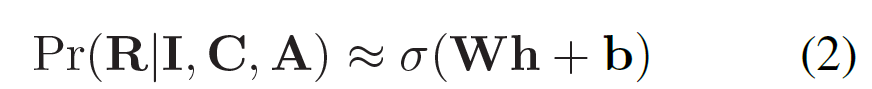 Pr(R|I, C, A) ≈ σ(Wh + b) (2)